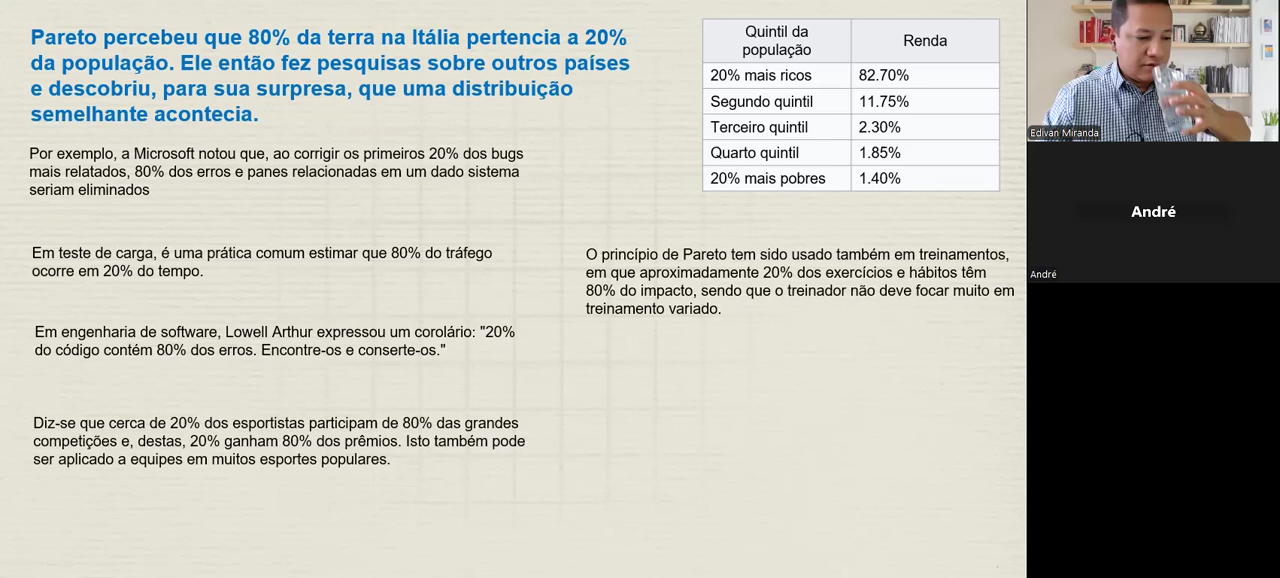 Pareto percebeu que 80% da terra na Itália pertencia a 20%
da população. Ele então fez pesquisas sobre outros países
e descobriu, para sua surpresa, que uma distribuição
semelhante acontecia.
Por exemplo, a Microsoft notou que, ao corrigir os primeiros 20% dos bugs
mais relatados, 80% dos erros e panes relacionadas em um dado sistema
seriam eliminados
Em teste de carga, é uma prática comum estimar que 80% do tráfego
ocorre em 20% do tempo.
Em engenharia de software, Lowell Arthur expressou um corolário: "20%
do código contém 80% dos erros. Encontre-os e conserte-os."
Diz-se que cerca de 20% dos esportistas participam de 80% das grandes
competições e, destas, 20% ganham 80% dos prêmios. Isto também pode
ser aplicado a equipes em muitos esportes populares.
Quintil da
população
Renda
20% mais ricos 82.70%
Segundo quintil 11.75%
Terceiro quintil 2.30%
Quarto quintil 1.85%
20% mais pobres 1.40%
O princípio de Pareto tem sido usado também em treinamentos,
em que aproximadamente 20% dos exercícios e hábitos têm
80% do impacto, sendo que o treinador não deve focar muito em
treinamento variado.
Edivan Miranda
André
André